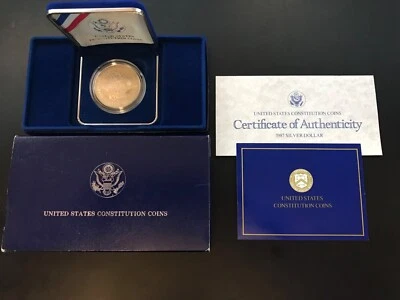 UNITED STATES CONSTITUTION COINS
Certificate of Authenticity
1987 SILVER DOLLAR
UNITED STATES CONSTITUTION COINS
UNITED STATES
CONSTITUTION COINS